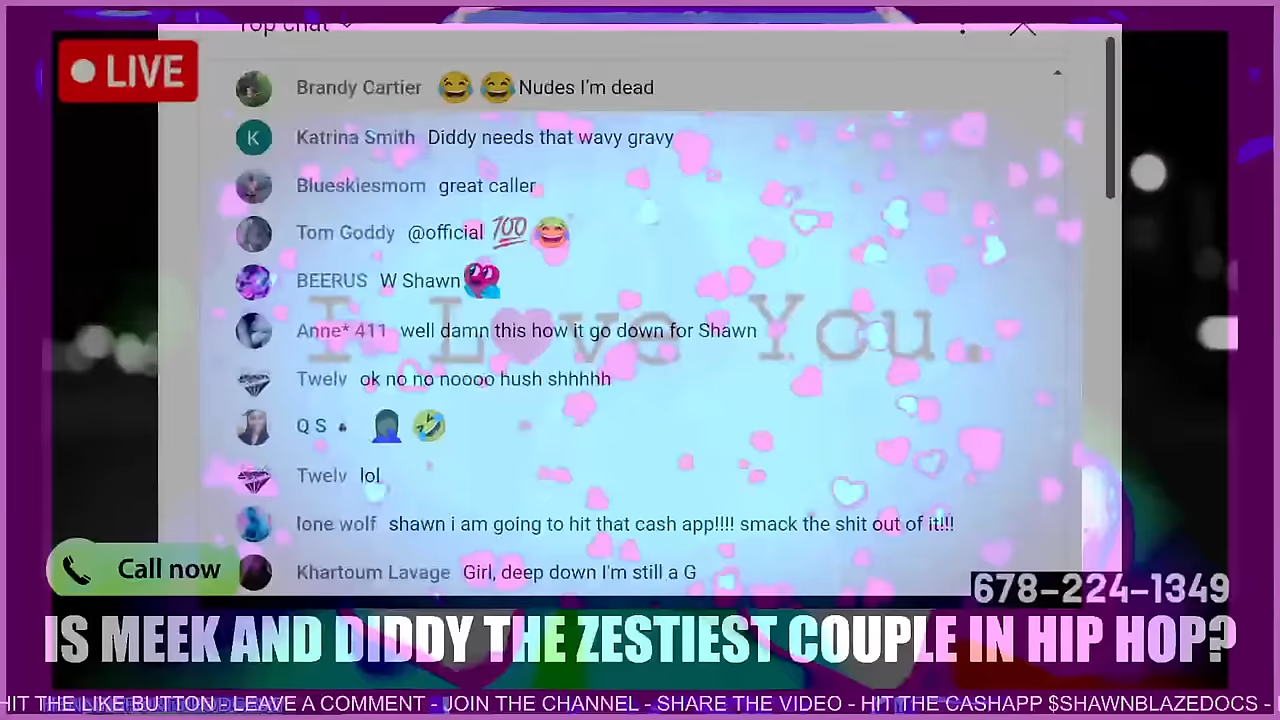 Top chat
LIVE
Brandy Cartier 😂 😂 Nudes I'm dead
K Katrina Smith Diddy needs that wavy gravy
Blueskiesmom great caller
Tom Goddy @official 💯 😂
BEERUS W Shawn
Anne* 411 well damn this how it go down for Shawn
I Love You.
Twelv ok no no noooo hush shhhhh
Q S 🤣
Twelv lol
lone wolf shawn i am going to hit that cash app!!!! smack the shit out of it!!!
Khartoum Lavage Girl, deep down I'm still a G
Call now
678-224-1349
IS MEEK AND DIDDY THE ZESTIEST COUPLE IN HIP HOP?
HIT THE LIKE BUTTON - LEAVE A COMMENT - JOIN THE CHANNEL - SHARE THE VIDEO - HIT THE CASHAPP $SHAWNBLAZEDOCS -